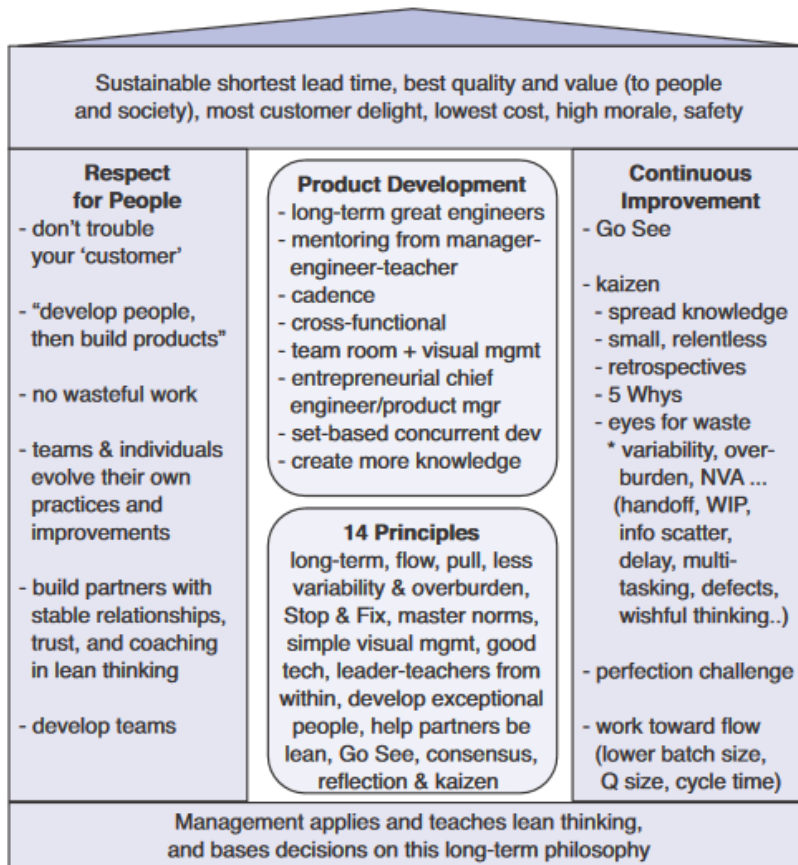 Sustainable shortest lead time, best quality and value (to people
and society), most customer delight, lowest cost, high morale, safety
Respect
for People
- don't trouble
your 'customer'
- “develop people,
then build products”
- no wasteful work
- teams & individuals
evolve their own
practices and
improvements
- build partners with
stable relationships,
trust, and coaching
in lean thinking
- develop teams
Product Development
- long-term great engineers
- mentoring from manager-
engineer-teacher
- cadence
- cross-functional
- team room + visual mgmt
- entrepreneurial chief
engineer/product mgr
- set-based concurrent dev
- create more knowledge
14 Principles
long-term, flow, pull, less
variability & overburden,
Stop & Fix, master norms,
simple visual mgmt, good
tech, leader-teachers from
within, develop exceptional
people, help partners be
lean, Go See, consensus,
reflection & kaizen
Continuous
Improvement
- Go See
- kaizen
- spread knowledge
- small, relentless
- retrospectives
- 5 Whys
- eyes for waste
* variability, over-
burden, NVA ...
(handoff, WIP,
info scatter,
delay, multi-
tasking, defects,
wishful thinking..)
- perfection challenge
- work toward flow
(lower batch size,
Q size, cycle time)
Management applies and teaches lean thinking,
and bases decisions on this long-term philosophy